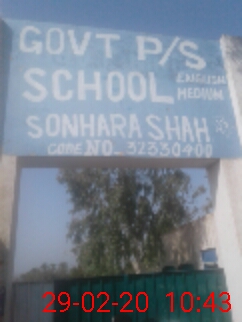 GOVT P/S
SCHOOL ENGLISH MEDIUM
SONHARA SHAH
CODE NO. 32330400
29-02-20 10:43